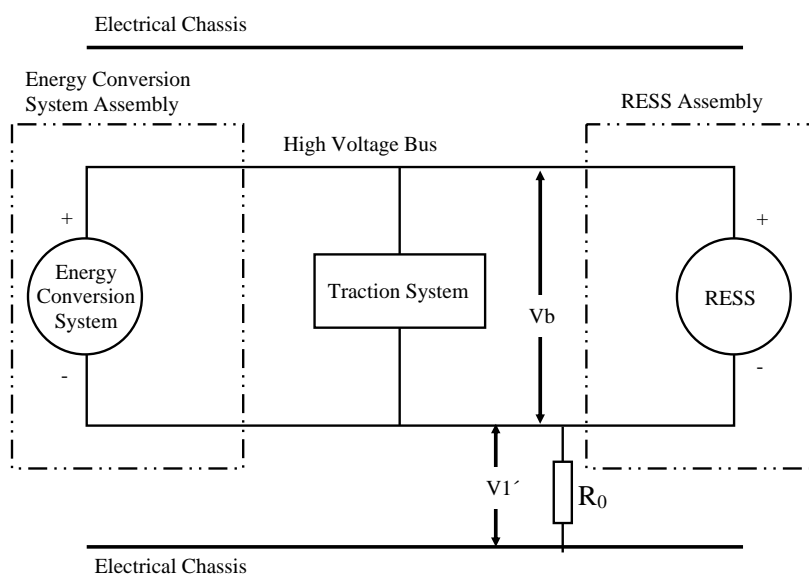 Electrical Chassis
Energy Conversion
System Assembly
RESS Assembly
High Voltage Bus
+
+
Energy
Conversion
System
Traction System
Vb
RESS
-
-
V1´
R₀
Electrical Chassis